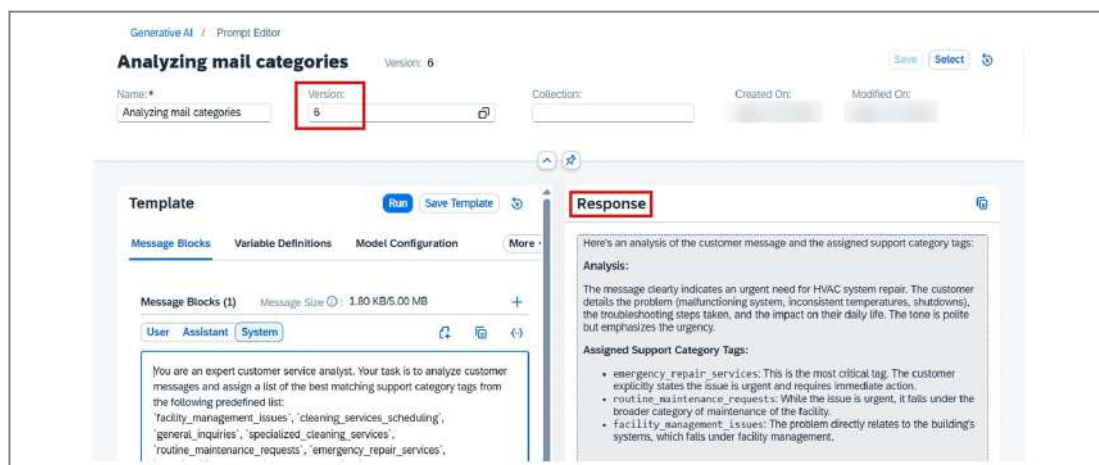 Generative AI / Prompt Editor
Analyzing mail categories Version: 6
Save Select
Name:* Version: Collection: Created On: Modified On:
Analyzing mail categories 6
Template
Run Save Template
Message Blocks Variable Definitions Model Configuration More
Message Blocks (1) Message Size : 1.80 KB/5.00 MB
User Assistant System
You are an expert customer service analyst. Your task is to analyze customer
messages and assign a list of the best matching support category tags from
the following predefined list:
`facility_management_issues`, `cleaning_services_scheduling`,
`general_inquiries`, `specialized_cleaning_services`,
`routine_maintenance_requests`, `emergency_repair_services`,
Response
Here's an analysis of the customer message and the assigned support category tags:
Analysis:
The message clearly indicates an urgent need for HVAC system repair. The customer
details the problem (malfunctioning system, inconsistent temperatures, shutdowns),
the troubleshooting steps taken, and the impact on their daily life. The tone is polite
but emphasizes the urgency.
Assigned Support Category Tags:
• emergency_repair_services: This is the most critical tag. The customer
explicitly states the issue is urgent and requires immediate action.
• routine_maintenance_requests: While the issue is urgent, it falls under the
broader category of maintenance of the facility.
• facility_management_issues: The problem directly relates to the building's
systems, which falls under facility management.